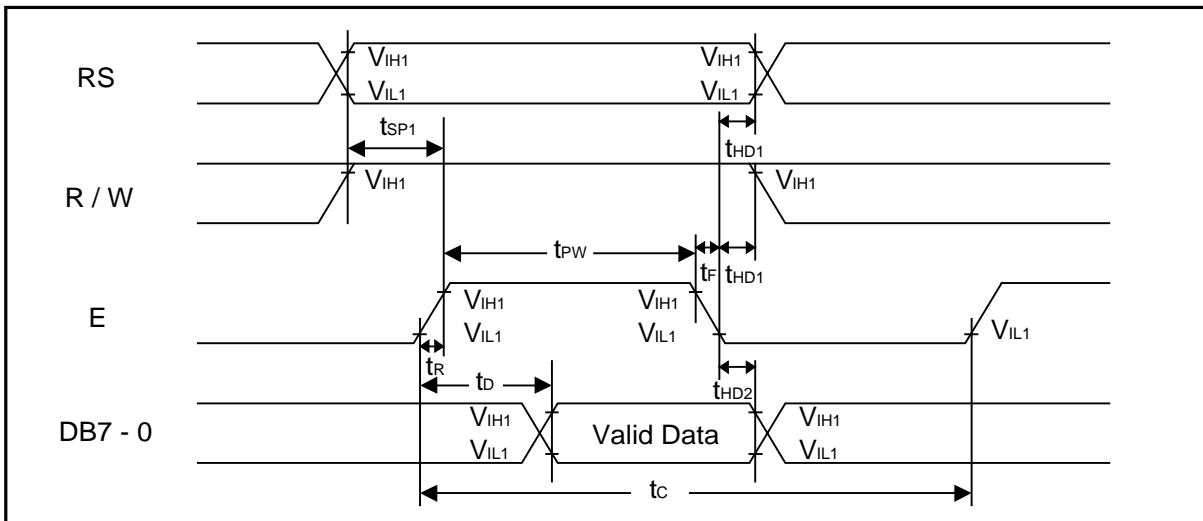 RS
VIH1
VIL1
VIH1
VIL1
tSP1
tHD1
R / W
VIH1
VIH1
tPW
tF
tHD1
E
VIH1
VIL1
VIH1
VIL1
VIL1
tR
tD
tHD2
DB7 - 0
VIH1
VIL1
Valid Data
VIH1
VIL1
tC